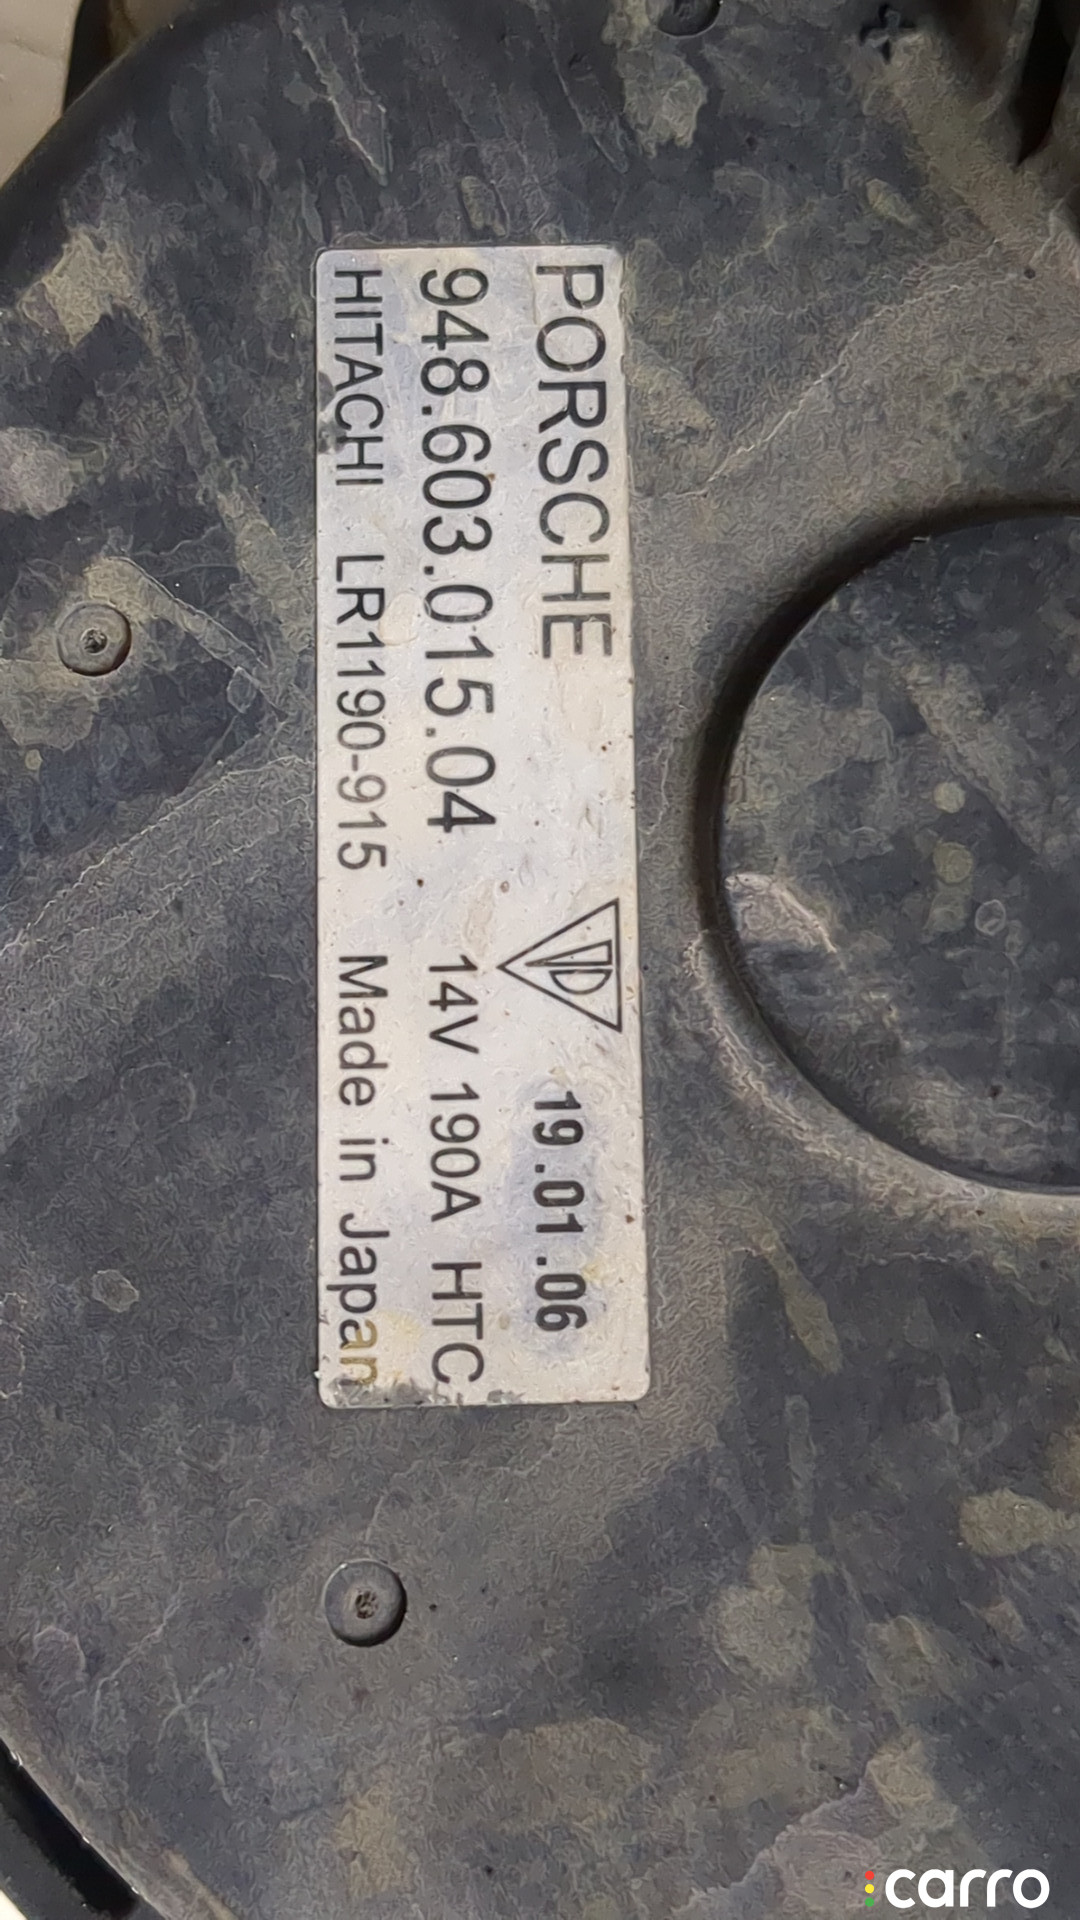 PORSCHE 19.01.06
948.603.015.04 14V 190A HTC
HITACHI LR1190-915 Made in Japan
carro